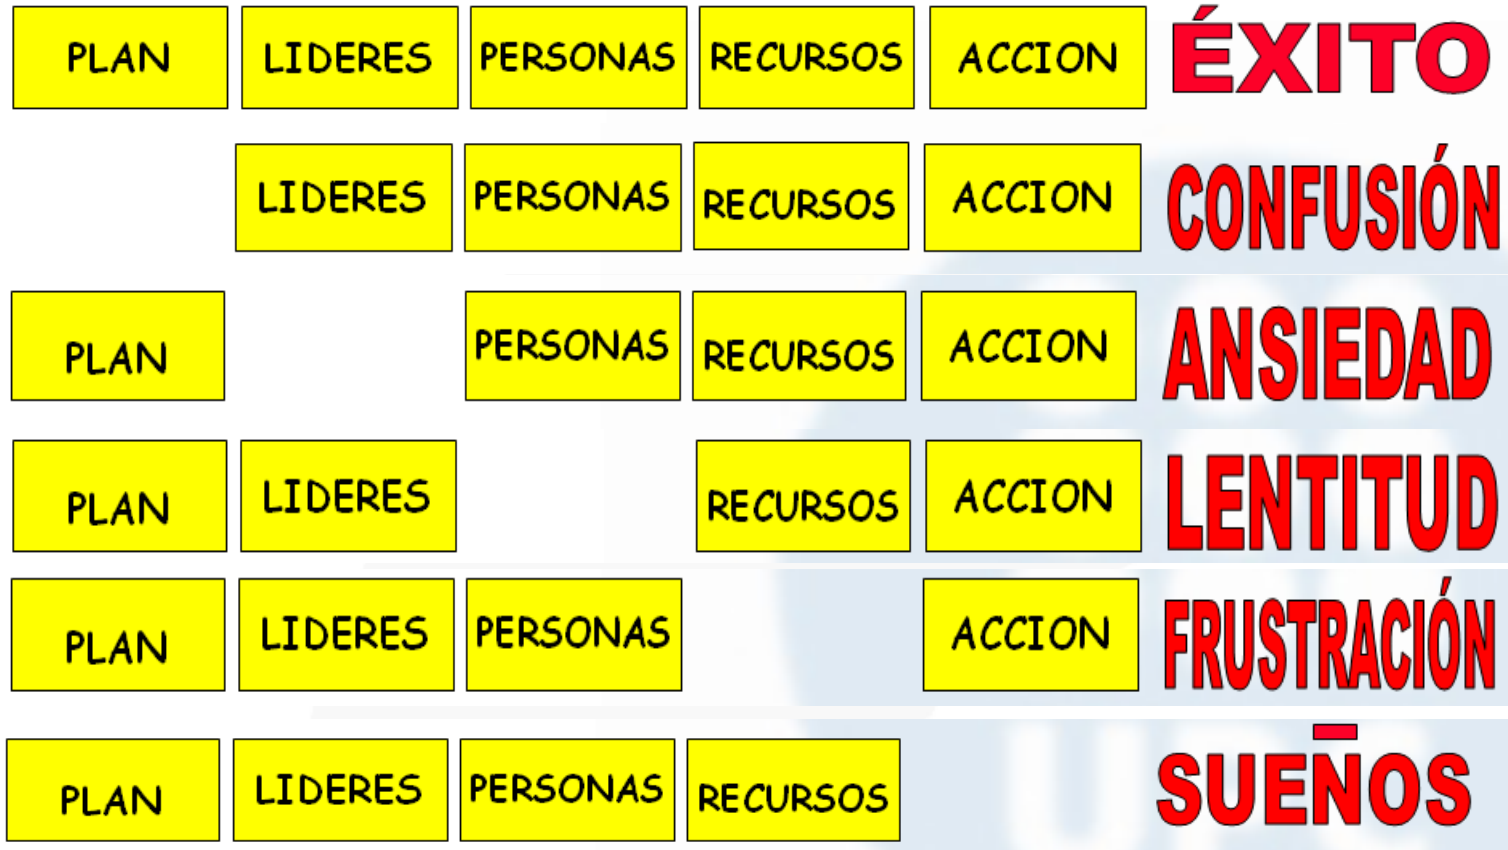 PLAN LIDERES PERSONAS RECURSOS ACCION ÉXITO
LIDERES PERSONAS RECURSOS ACCION CONFUSIÓN
PLAN PERSONAS RECURSOS ACCION ANSIEDAD
PLAN LIDERES RECURSOS ACCION LENTITUD
PLAN LIDERES PERSONAS ACCION FRUSTRACIÓN
PLAN LIDERES PERSONAS RECURSOS SUEÑOS
UPC